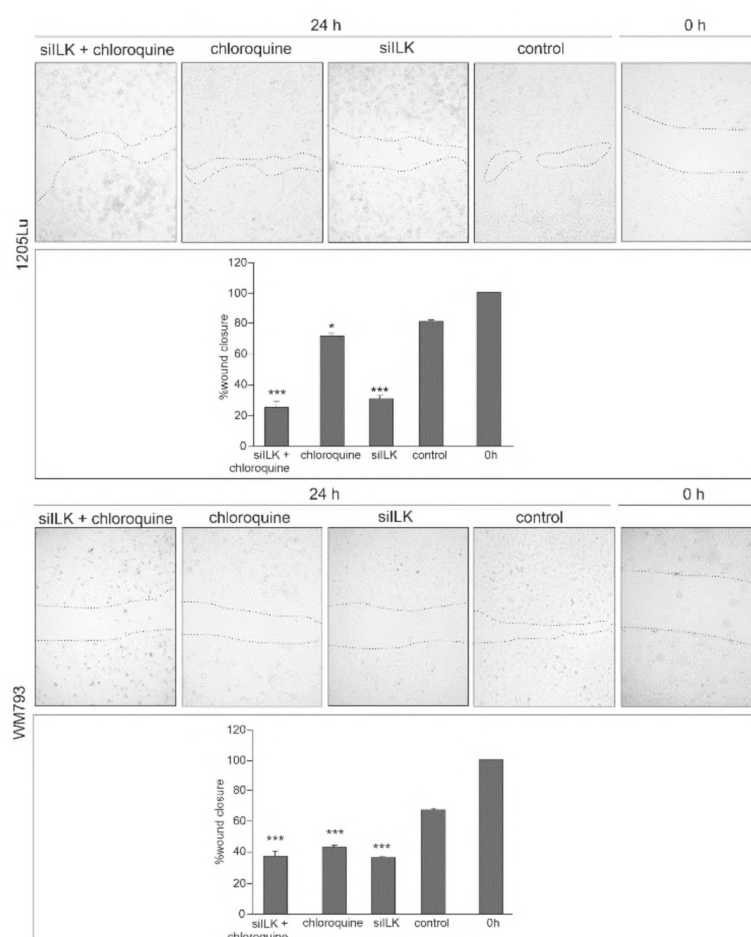 24 h 0 h
siILK + chloroquine chloroquine siILK control
1205Lu
120
100
80
60
40
20
0
%wound closure
***
*
***
siILK + chloroquine siILK control 0h
chloroquine
24 h 0 h
siILK + chloroquine chloroquine siILK control
WM793
120
100
80
60
40
20
0
%wound closure
***
***
***
siILK + chloroquine siILK control 0h
chloroquine